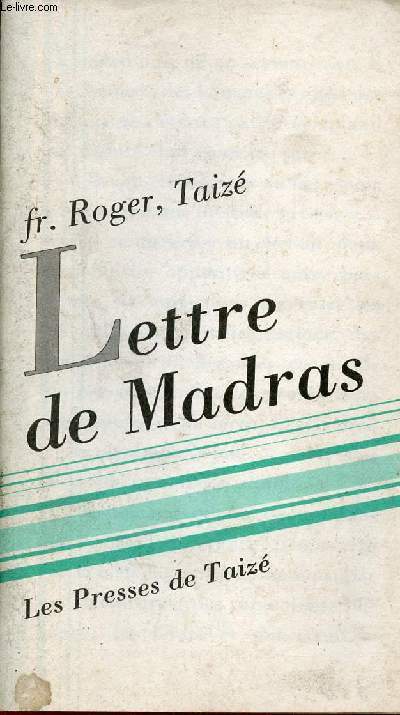 Le-livre.com
fr. Roger, Taizé
Lettre
de Madras
Les Presses de Taizé